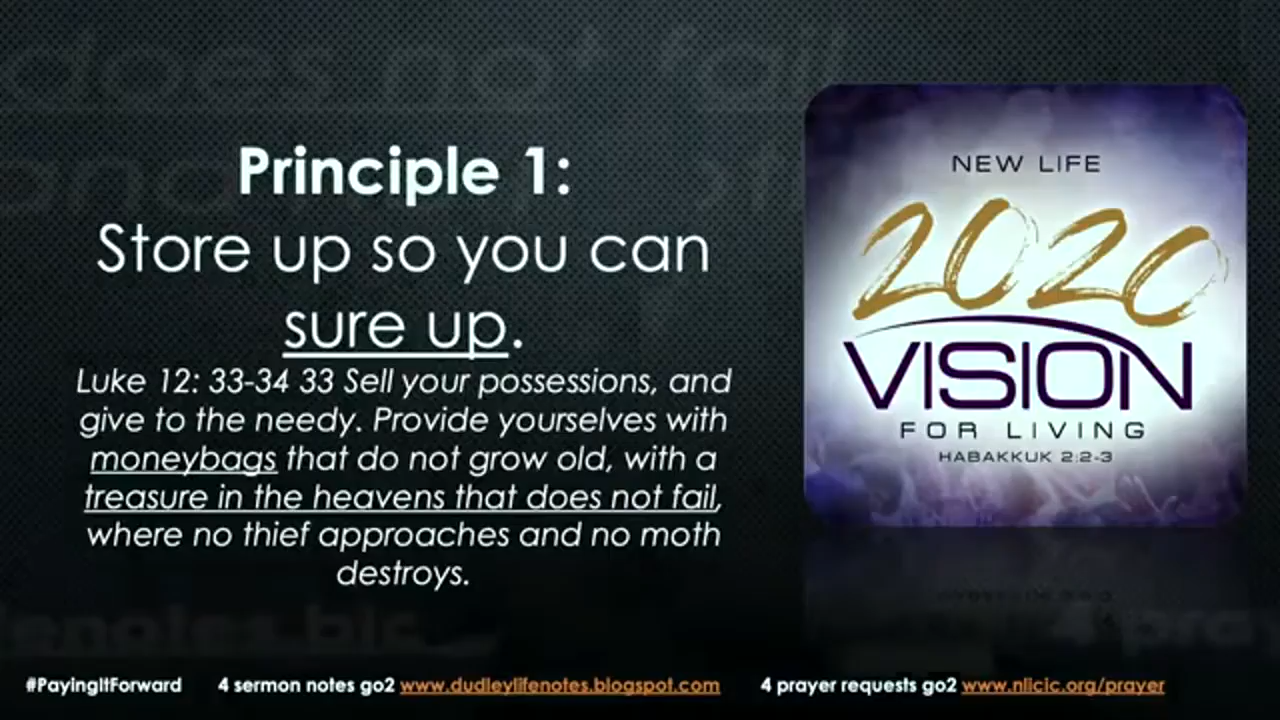 Principle 1:
Store up so you can
sure up.
Luke 12: 33-34 33 Sell your possessions, and
give to the needy. Provide yourselves with
moneybags that do not grow old, with a
treasure in the heavens that does not fail,
where no thief approaches and no moth
destroys.
NEW LIFE
2020
VISION
FOR LIVING
HABAKKUK 2:2-3
#PayingItForward 4 sermon notes go2 www.dudleylifenotes.blogspot.com 4 prayer requests go2 www.nlicic.org/prayer